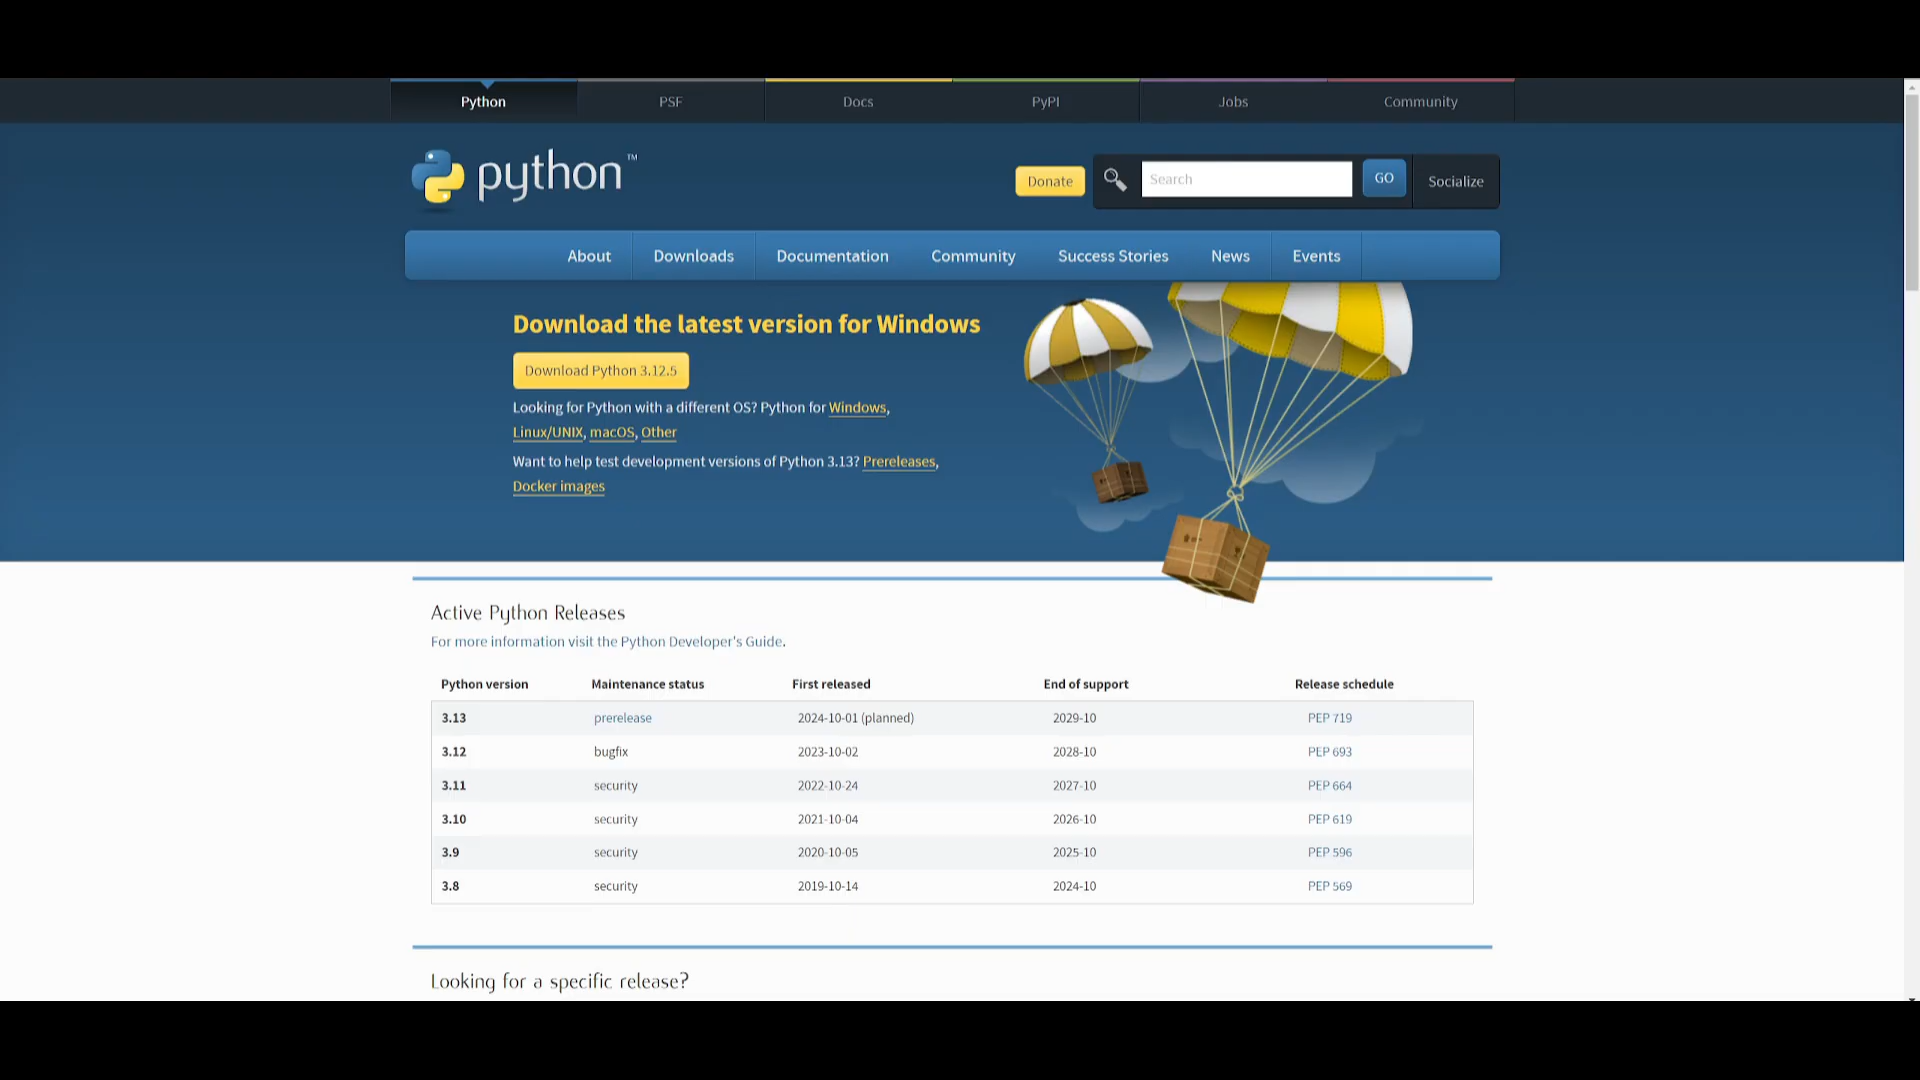 Python PSF Docs PyPI Jobs Community
python™
Donate Search GO Socialize
About Downloads Documentation Community Success Stories News Events
Download the latest version for Windows
Download Python 3.12.5
Looking for Python with a different OS? Python for Windows,
Linux/UNIX, macOS, Other
Want to help test development versions of Python 3.13? Prereleases,
Docker images
Active Python Releases
For more information visit the Python Developer's Guide.
Python version Maintenance status First released End of support Release schedule
3.13 prerelease 2024-10-01 (planned) 2029-10 PEP 719
3.12 bugfix 2023-10-02 2028-10 PEP 693
3.11 security 2022-10-24 2027-10 PEP 664
3.10 security 2021-10-04 2026-10 PEP 619
3.9 security 2020-10-05 2025-10 PEP 596
3.8 security 2019-10-14 2024-10 PEP 569
Looking for a specific release?